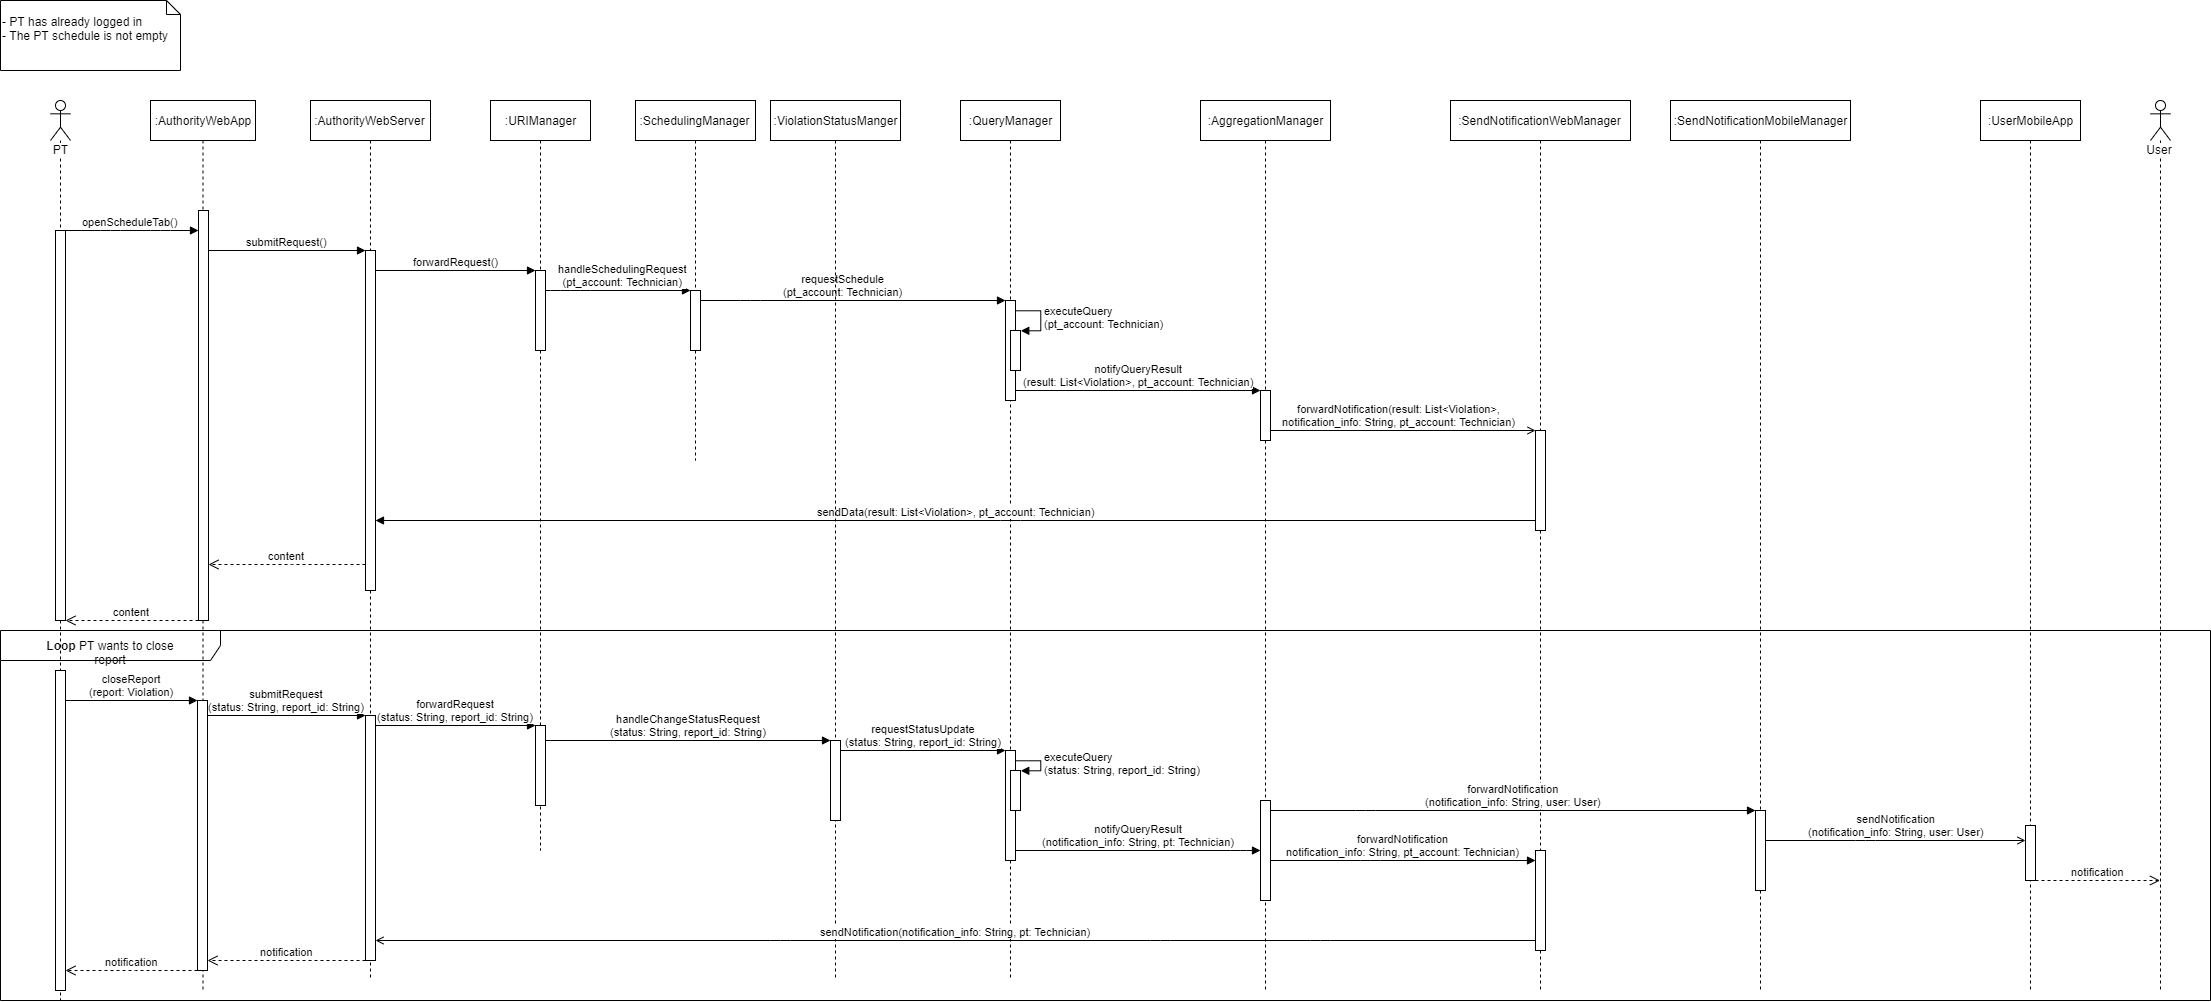 - PT has already logged in
- The PT schedule is not empty
PT
:AuthorityWebApp
:AuthorityWebServer
:URIManager
:SchedulingManager
:ViolationStatusManger
:QueryManager
:AggregationManager
:SendNotificationWebManager
:SendNotificationMobileManager
:UserMobileApp
User
openScheduleTab()
submitRequest()
forwardRequest()
handleSchedulingRequest
(pt_account: Technician)
requestSchedule
(pt_account: Technician)
executeQuery
(pt_account: Technician)
notifyQueryResult
(result: List<Violation>, pt_account: Technician)
forwardNotification(result: List<Violation>,
notification_info: String, pt_account: Technician)
sendData(result: List<Violation>, pt_account: Technician)
content
content
Loop PT wants to close
report
closeReport
(report: Violation)
submitRequest
(status: String, report_id: String)
forwardRequest
(status: String, report_id: String)
handleChangeStatusRequest
(status: String, report_id: String)
requestStatusUpdate
(status: String, report_id: String)
executeQuery
(status: String, report_id: String)
forwardNotification
(notification_info: String, user: User)
sendNotification
(notification_info: String, user: User)
notifyQueryResult
(notification_info: String, pt: Technician)
forwardNotification
notification_info: String, pt_account: Technician)
notification
sendNotification(notification_info: String, pt: Technician)
notification
notification